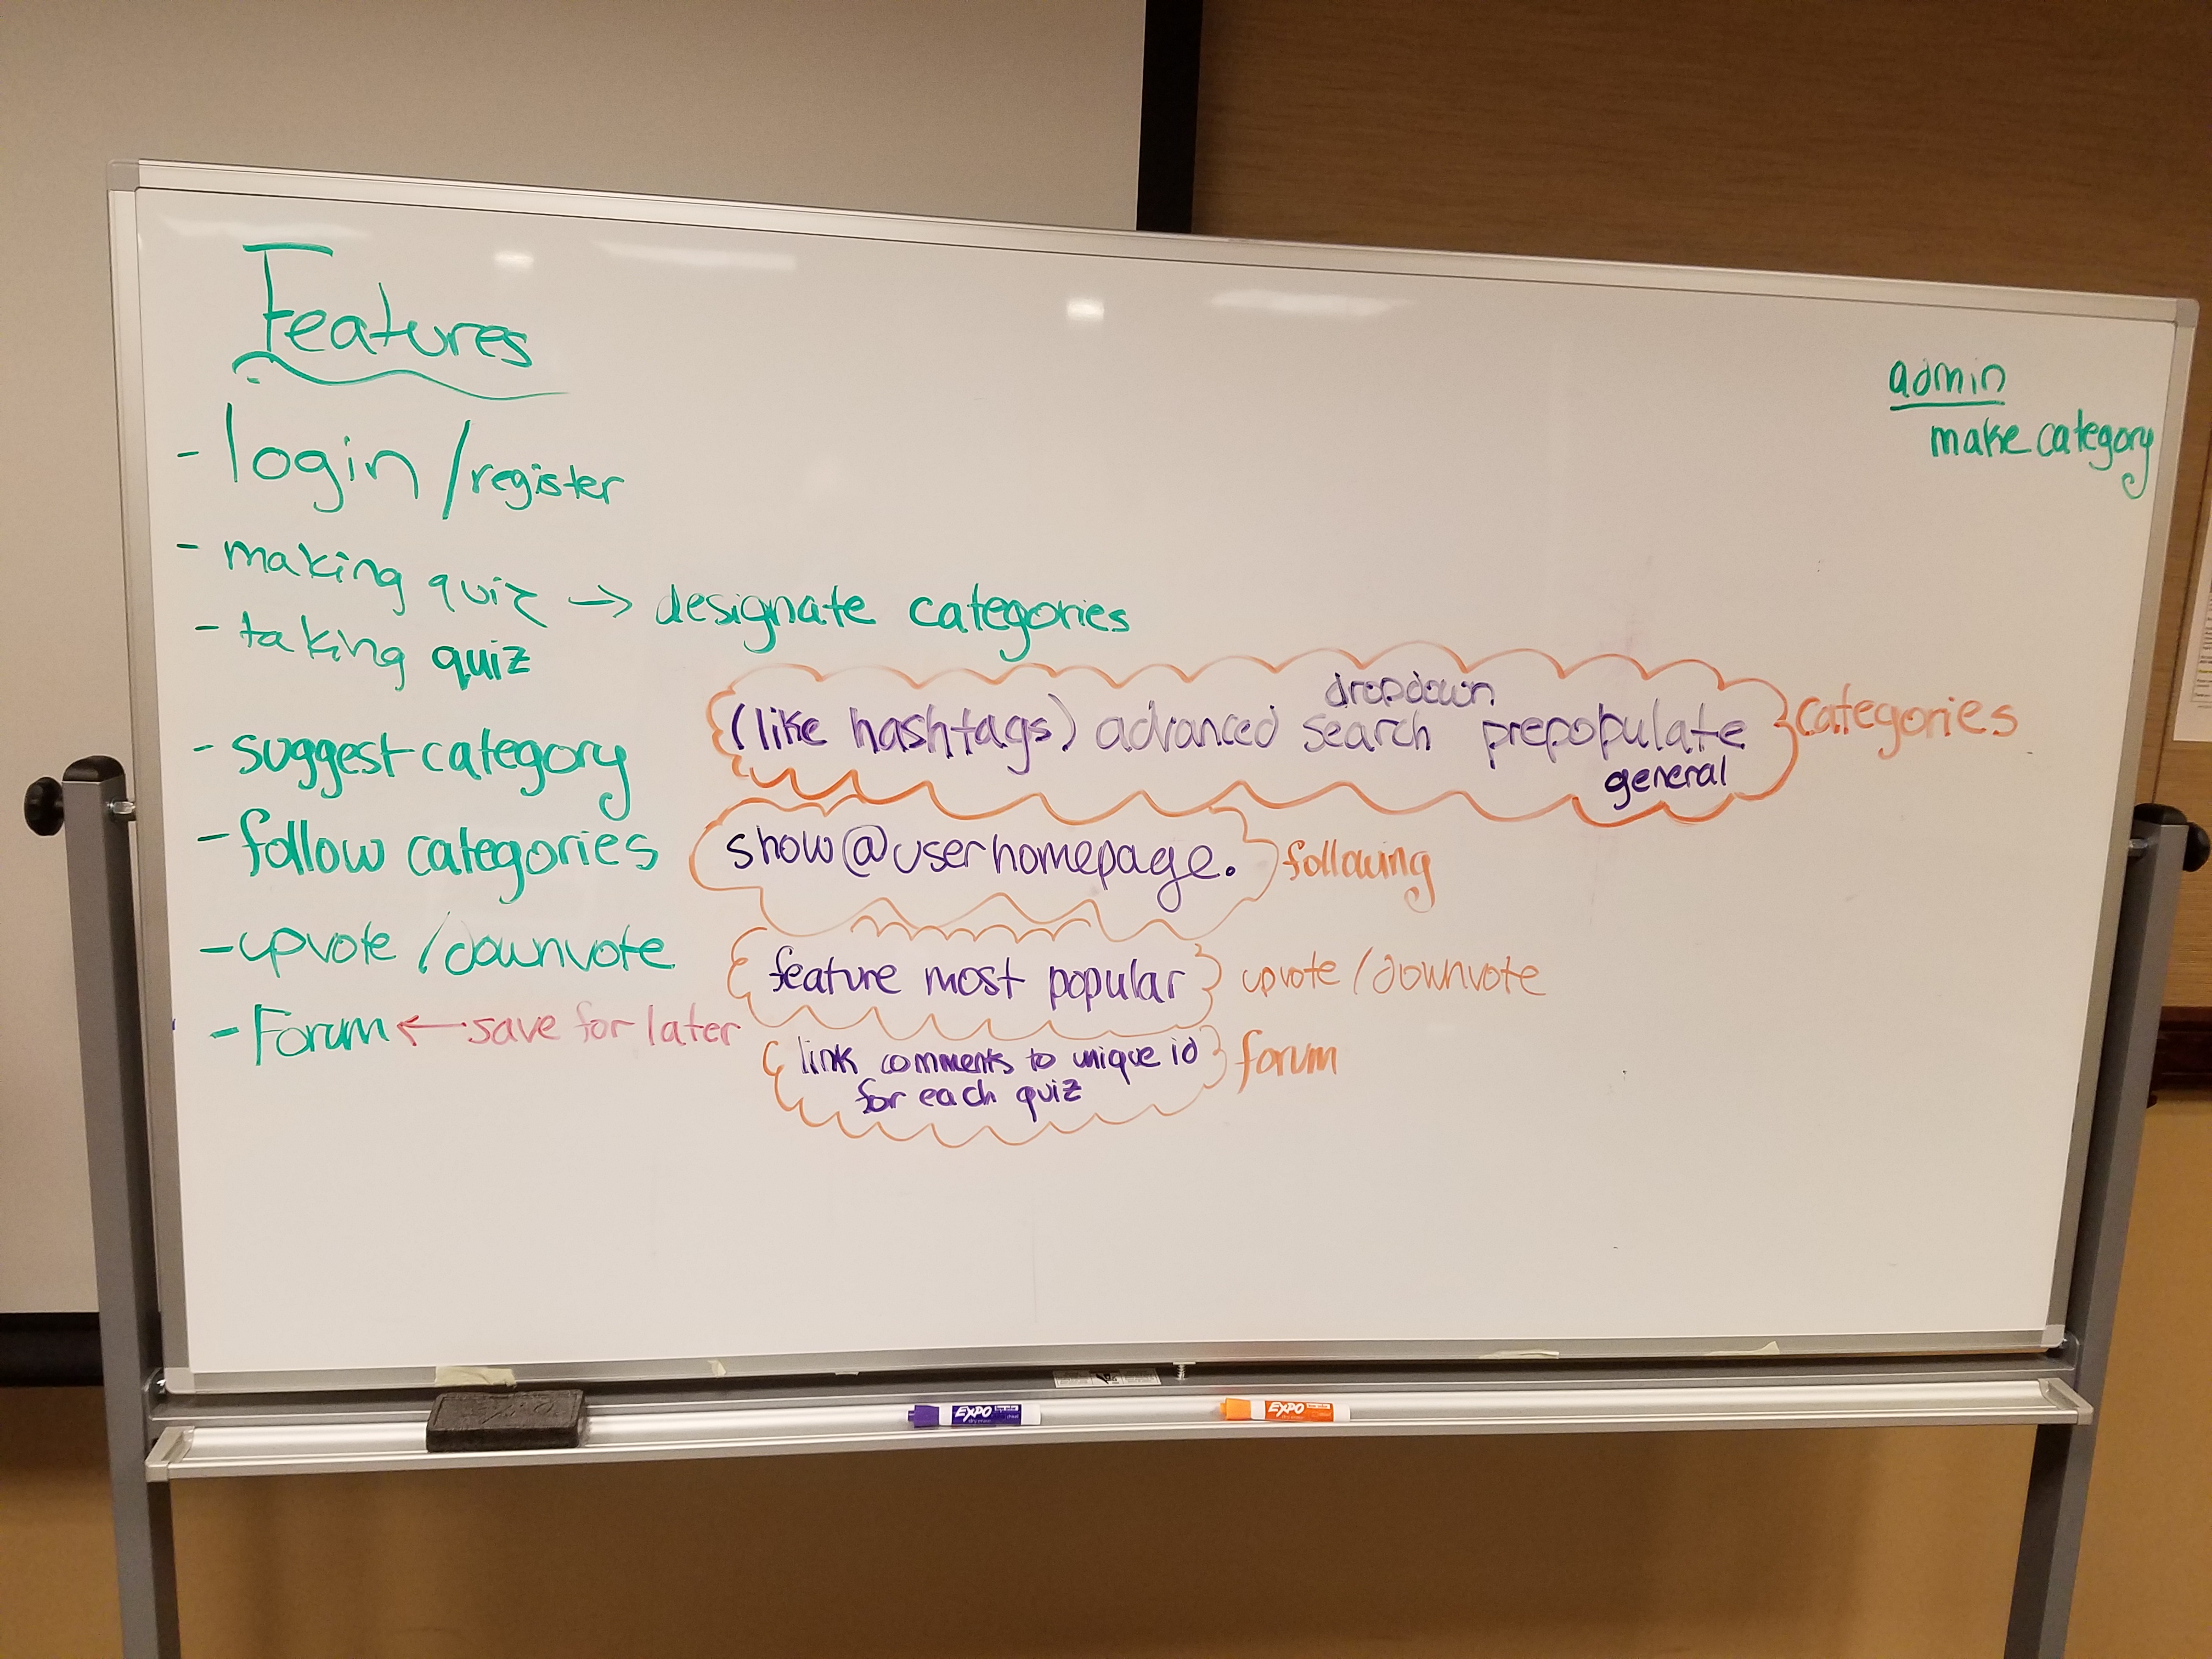 Features
admin
make category
- login / register
- making quiz → designate categories
- taking quiz
- suggest category
(like hashtags) advanced search dropdown prepopulate general } categories
- follow categories
show@userhomepage. following
- upvote / downvote
{ feature most popular } upvote / downvote
- Forum ← save for later
{ link comments to unique id } forum
for each quiz
EXPO
EXPO